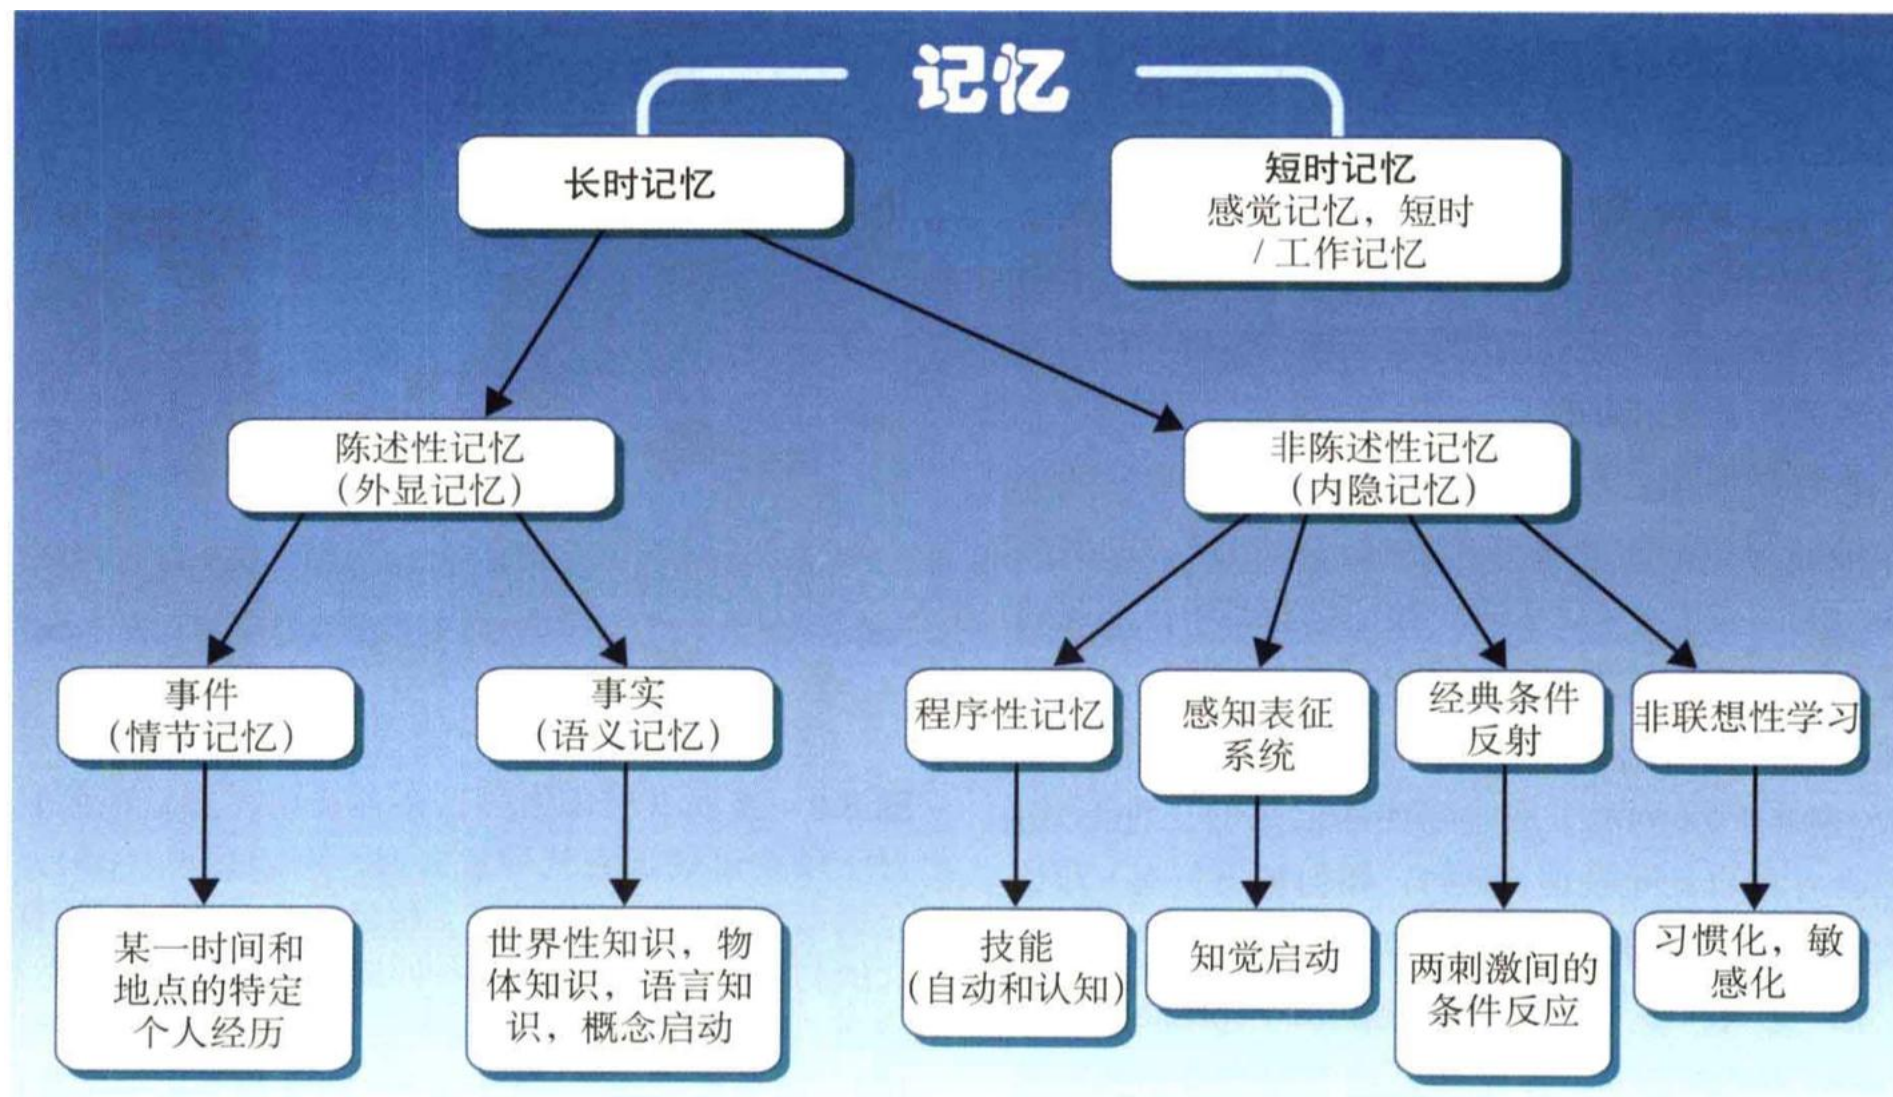 记忆
长时记忆
短时记忆
感觉记忆，短时
/ 工作记忆
陈述性记忆
（外显记忆）
非陈述性记忆
（内隐记忆）
事件
（情节记忆）
事实
（语义记忆）
程序性记忆
感知表征
系统
经典条件
反射
非联想性学习
某一时间和
地点的特定
个人经历
世界性知识，物
体知识，语言知
识，概念启动
技能
（自动和认知）
知觉启动
两刺激间的
条件反应
习惯化，敏
感化